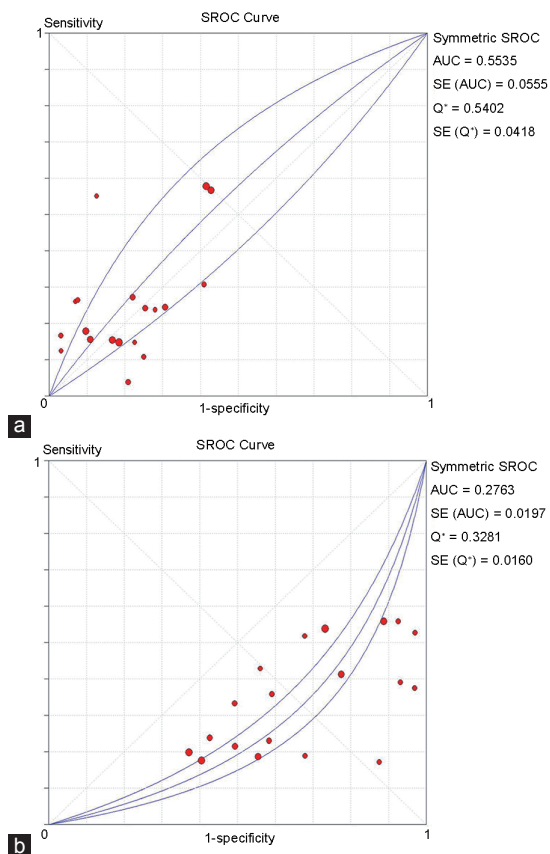 Sensitivity
SROC Curve
1
Symmetric SROC
AUC = 0.5535
SE (AUC) = 0.0555
Q* = 0.5402
SE (Q*) = 0.0418
0
1-specificity
1
a
Sensitivity
SROC Curve
1
Symmetric SROC
AUC = 0.2763
SE (AUC) = 0.0197
Q* = 0.3281
SE (Q*) = 0.0160
0
1-specificity
1
b